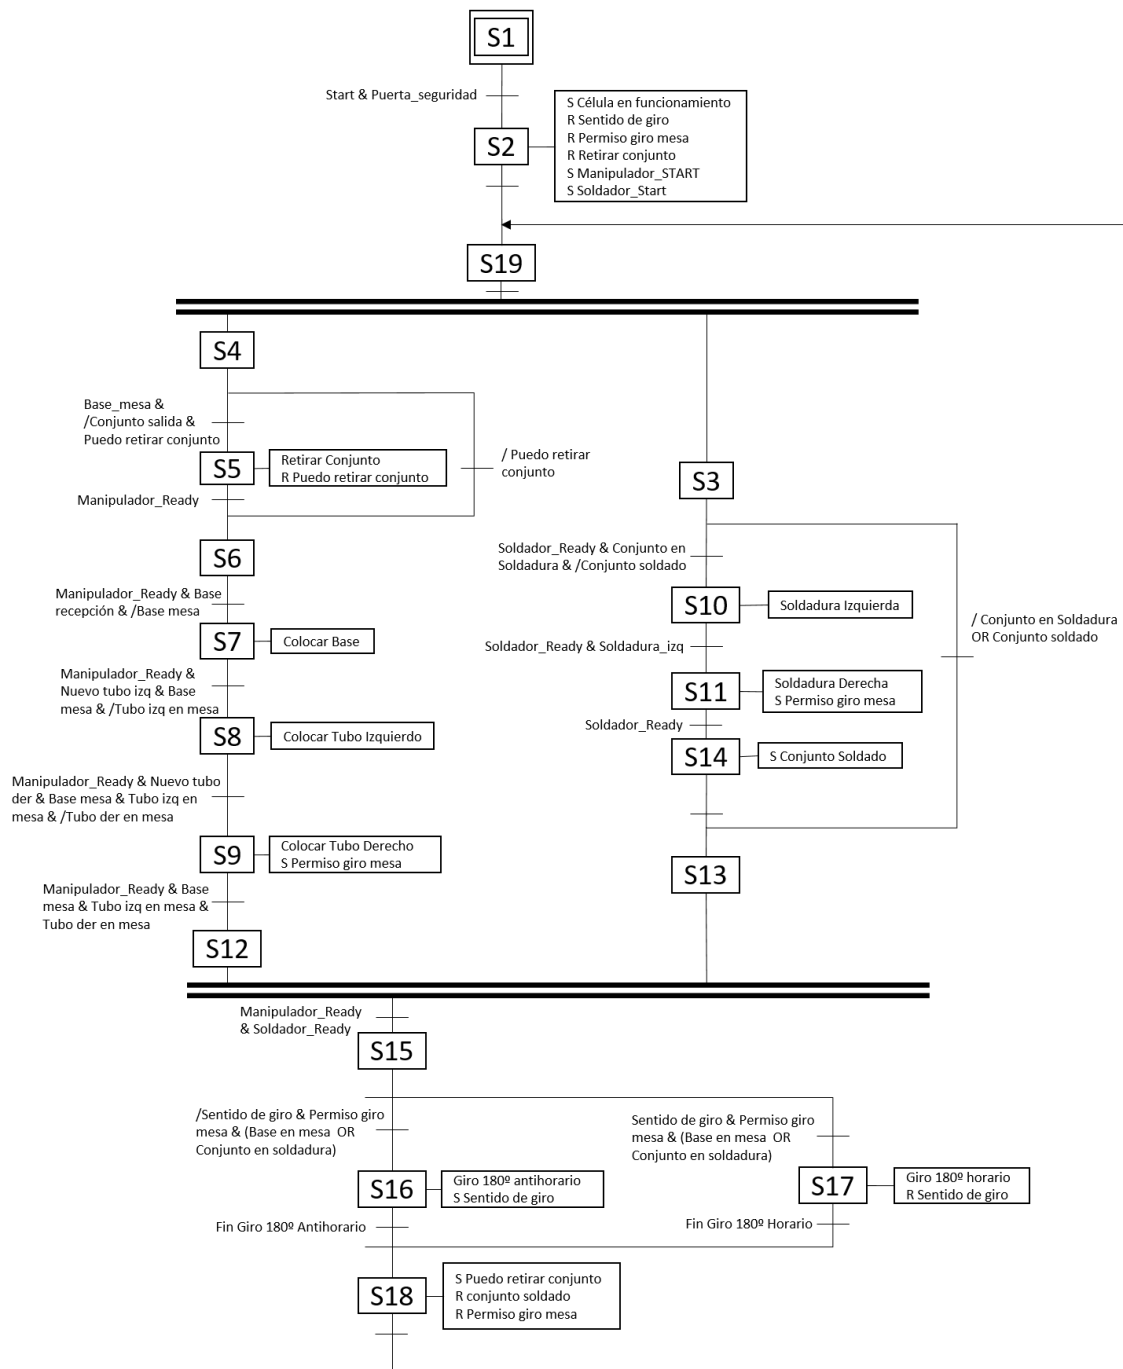 S1
Start & Puerta_seguridad
S2
S Célula en funcionamiento
R Sentido de giro
R Permiso giro mesa
R Retirar conjunto
S Manipulador_START
S Soldador_Start
S19
S4
Base_mesa &
/Conjunto salida &
Puedo retirar conjunto
S5
Retirar Conjunto
R Puedo retirar conjunto
/ Puedo retirar
conjunto
Manipulador_Ready
S6
Manipulador_Ready & Base
recepción & /Base mesa
S7
Colocar Base
Manipulador_Ready &
Nuevo tubo izq & Base
mesa & /Tubo izq en mesa
S8
Colocar Tubo Izquierdo
Manipulador_Ready & Nuevo tubo
der & Base mesa & Tubo izq en
mesa & /Tubo der en mesa
S9
Colocar Tubo Derecho
S Permiso giro mesa
Manipulador_Ready & Base
mesa & Tubo izq en mesa &
Tubo der en mesa
S12
S3
Soldador_Ready & Conjunto en
Soldadura & /Conjunto soldado
S10
Soldadura Izquierda
/ Conjunto en Soldadura
OR Conjunto soldado
Soldador_Ready & Soldadura_izq
S11
Soldadura Derecha
S Permiso giro mesa
Soldador_Ready
S14
S Conjunto Soldado
S13
Manipulador_Ready
& Soldador_Ready
S15
/Sentido de giro & Permiso giro
mesa & (Base en mesa OR
Conjunto en soldadura)
S16
Giro 180º antihorario
S Sentido de giro
Fin Giro 180º Antihorario
Sentido de giro & Permiso giro
mesa & (Base en mesa OR
Conjunto en soldadura)
S17
Giro 180º horario
R Sentido de giro
Fin Giro 180º Horario
S18
S Puedo retirar conjunto
R conjunto soldado
R Permiso giro mesa